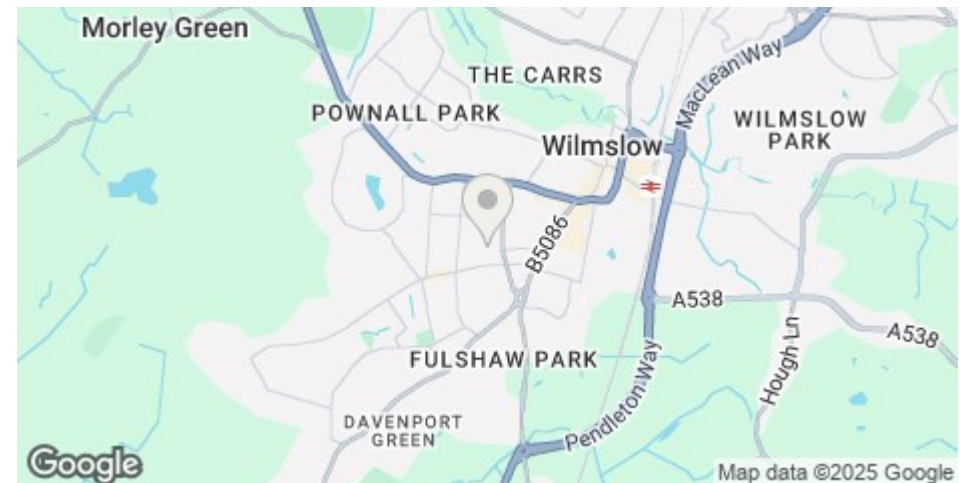 Morley Green
MacLean Way
THE CARRS
POWNALL PARK
WILMSLOW
PARK
Wilmslow
B5086
A538
A538
Hough Ln
FULSHAW PARK
Pendleton Way
DAVENPORT
GREEN
Google
Map data ©2025 Google